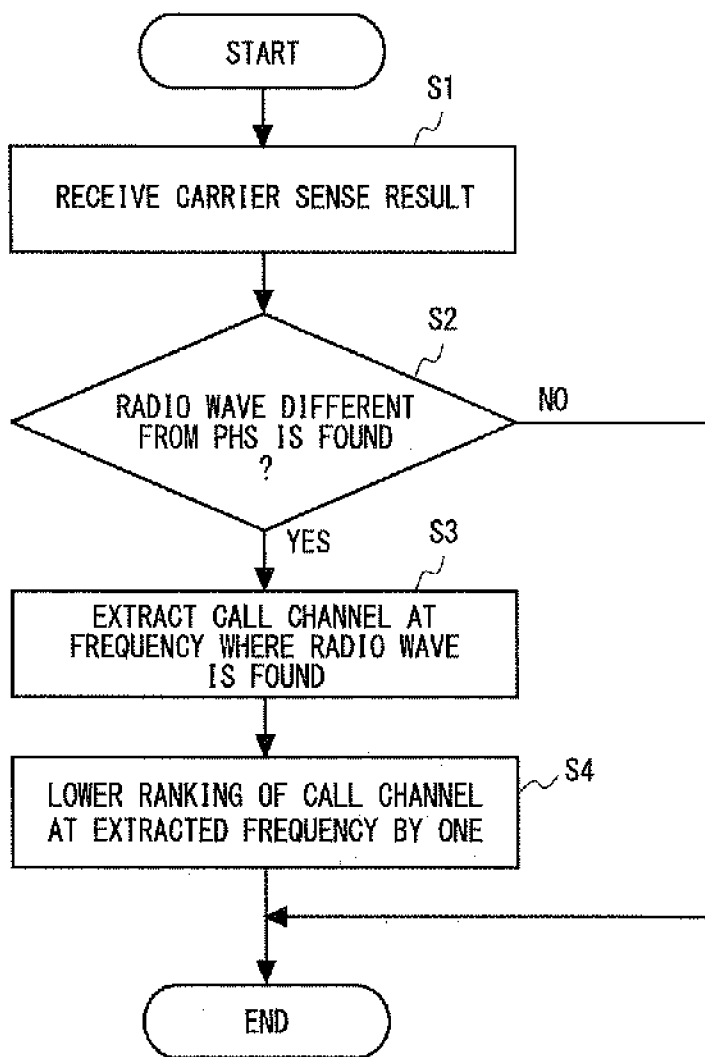 START
S1
RECEIVE CARRIER SENSE RESULT
S2
RADIO WAVE DIFFERENT
FROM PHS IS FOUND
?
NO
YES
S3
EXTRACT CALL CHANNEL AT
FREQUENCY WHERE RADIO WAVE
IS FOUND
S4
LOWER RANKING OF CALL CHANNEL
AT EXTRACTED FREQUENCY BY ONE
END